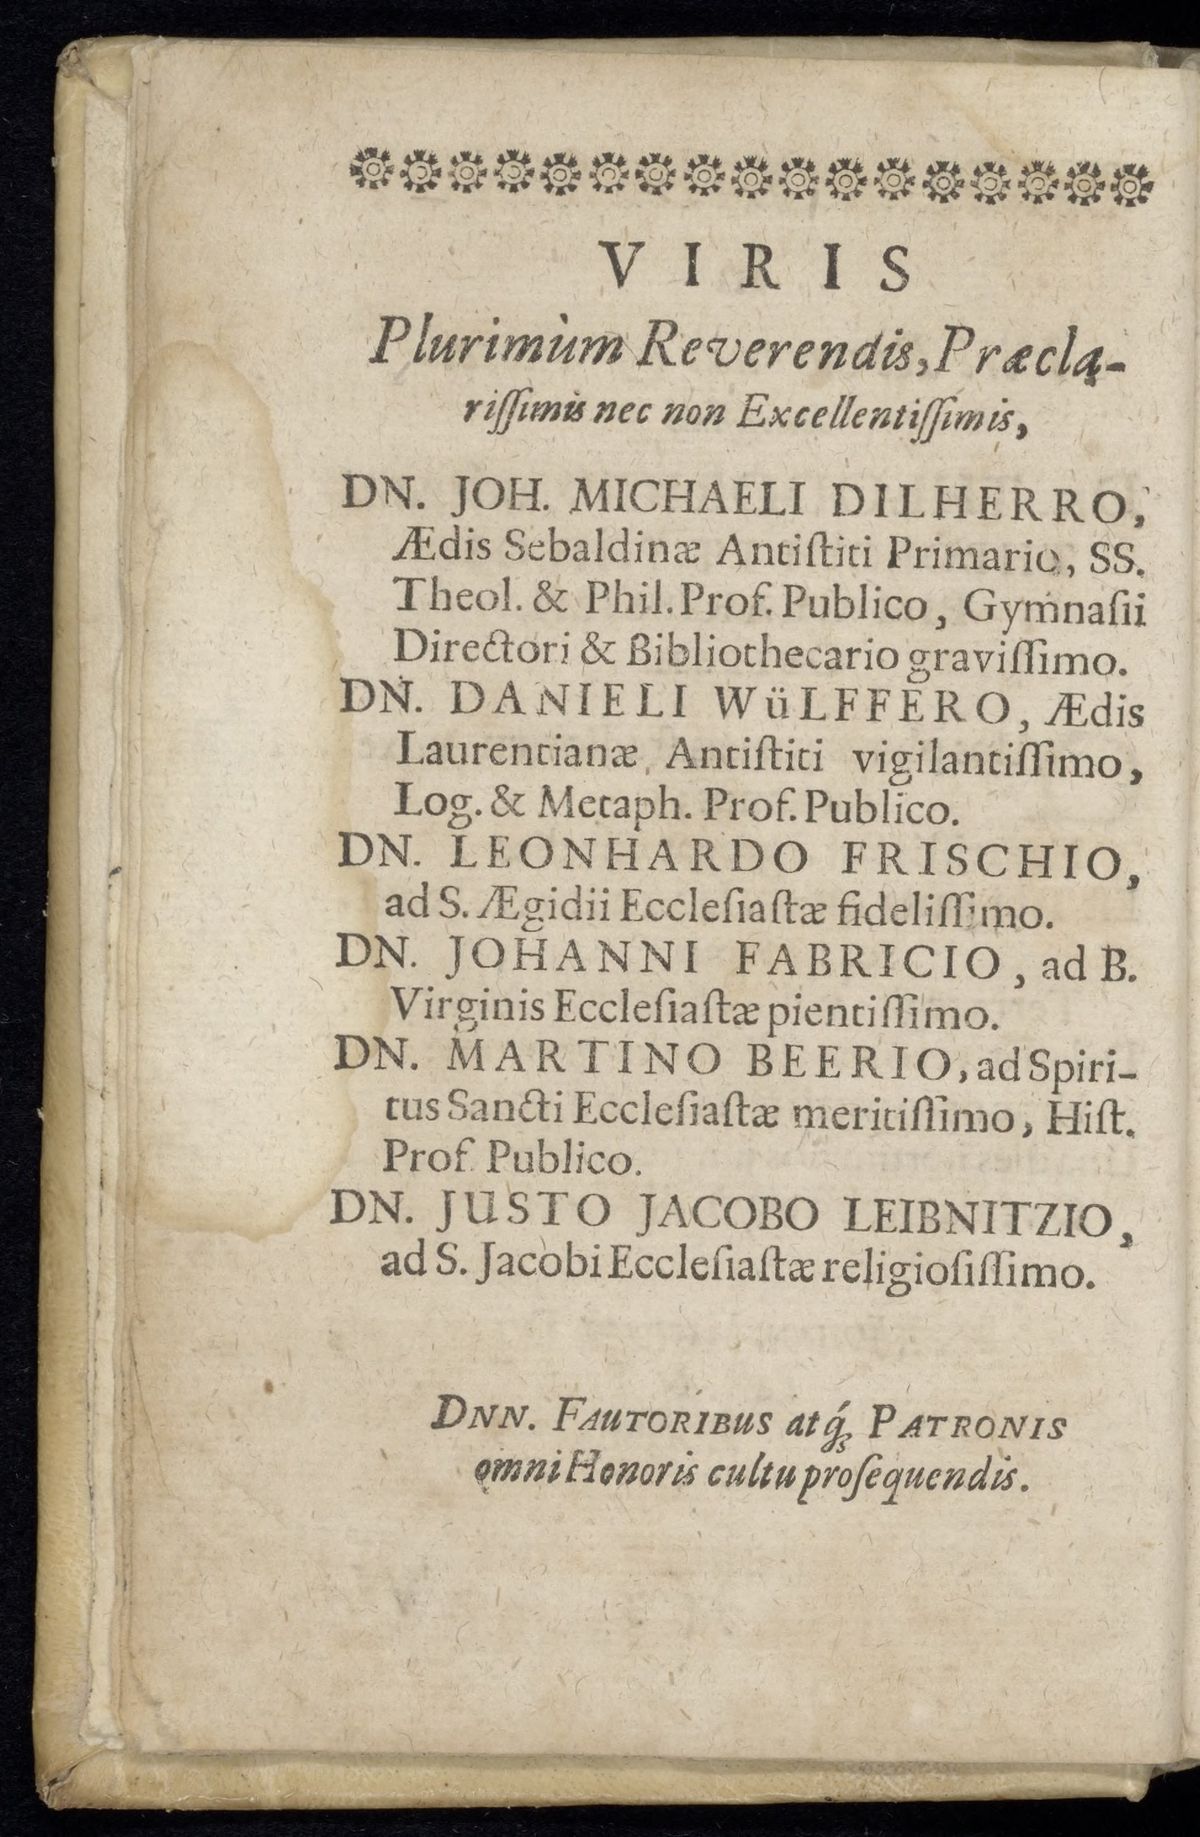 VIRIS
Plurimùm Reverendis, Præcla-
riſſimis nec non Excellentiſſimis,
DN. JOH. MICHAELI DILHERRO,
Ædis Sebaldinæ Antiſtiti Primario, SS.
Theol. & Phil. Prof. Publico, Gymnaſii
Directori & Bibliothecario graviſſimo.
DN. DANIELI WüLFFERO, Ædis
Laurentianæ Antiſtiti vigilantiſſimo,
Log. & Metaph. Prof. Publico.
DN. LEONHARDO FRISCHIO,
ad S. Ægidii Eccleſiaſtæ fideliſſimo.
DN. JOHANNI FABRICIO, ad B.
Virginis Eccleſiaſtæ pientiſſimo.
DN. MARTINO BEERIO, ad Spiri-
tus Sancti Eccleſiaſtæ meritiſſimo, Hiſt.
Prof. Publico.
DN. JUSTO JACOBO LEIBNITZIO,
ad S. Jacobi Eccleſiaſtæ religioſiſſimo.
DNN. FAUTORIBUS atq́; PATRONIS
omni Honoris cultu proſequendis.